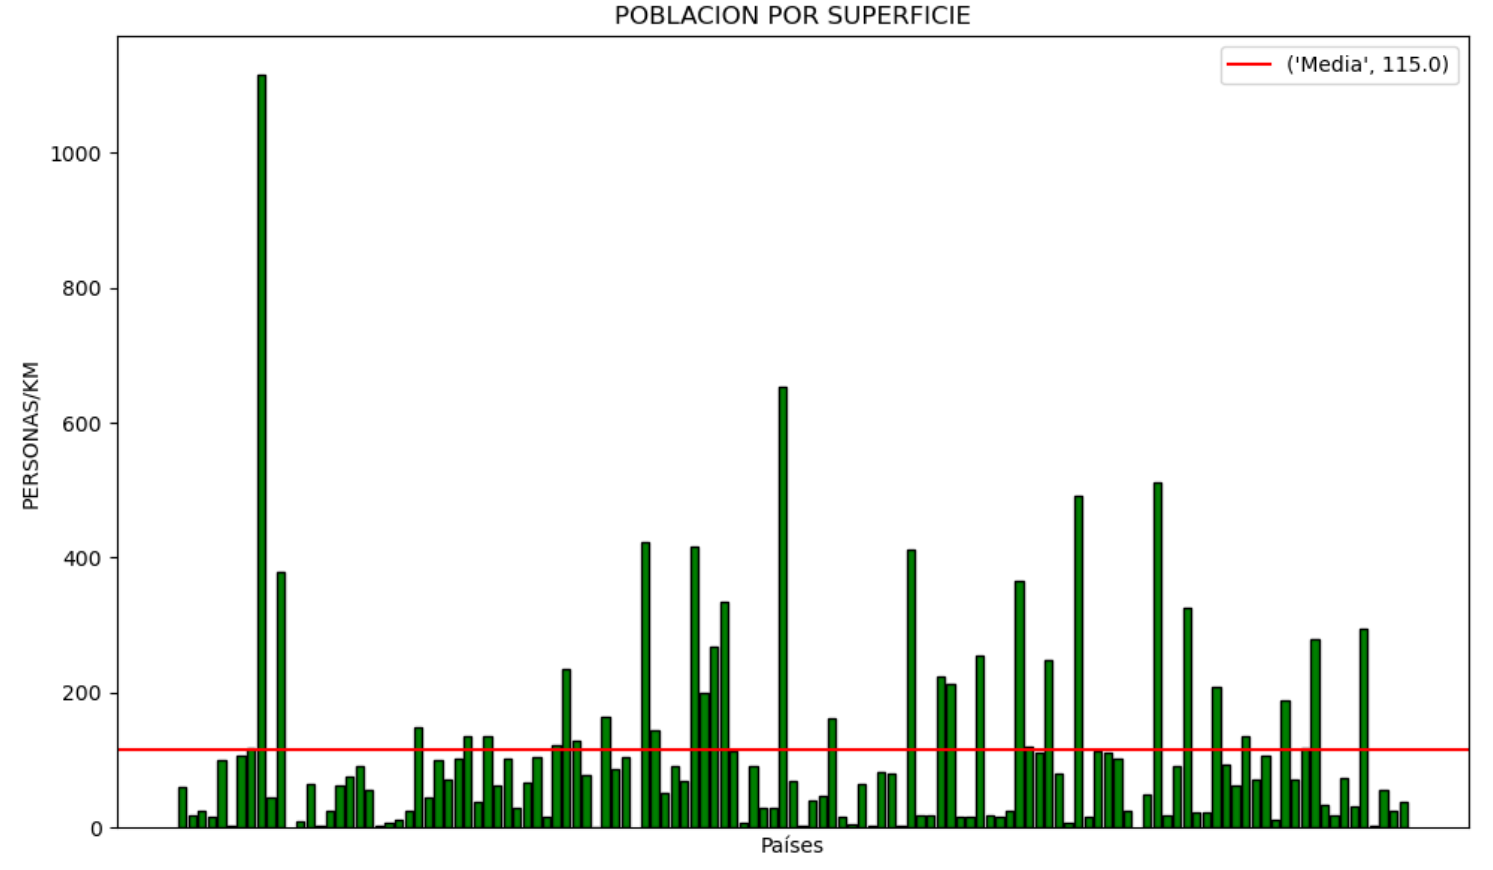 POBLACION POR SUPERFICIE
('Media', 115.0)
1000
800
600
400
200
0
PERSONAS/KM
Países